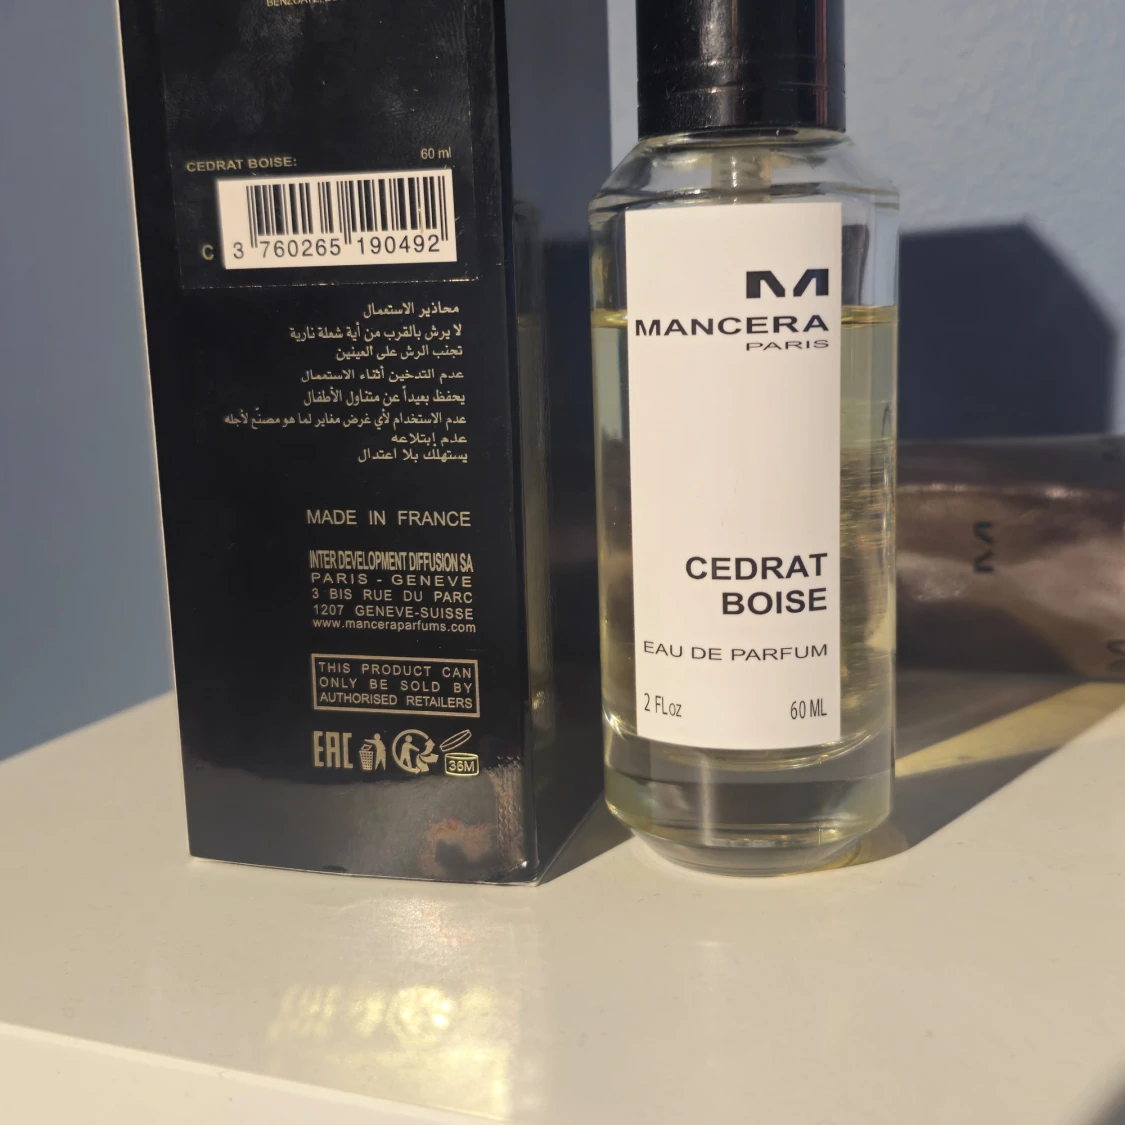 CEDRAT BOISE:
60 ml
C 3 760265 190492
محاذير الاستعمال
لا يرش بالقرب من أية شعلة نارية
تجنب الرش على العينين
عدم التدخين أثناء الاستعمال
يحفظ بعيداً عن متناول الأطفال
عدم الاستخدام لأي غرض مغاير لما هو مصنّع لأجله
عدم إبتلاعه
يستهلك بلا اعتدال
MADE IN FRANCE
INTER DEVELOPMENT DIFFUSION SA
PARIS - GENEVE
3 BIS RUE DU PARC
1207 GENEVE-SUISSE
www.manceraparfums.com
THIS PRODUCT CAN
ONLY BE SOLD BY
AUTHORISED RETAILERS
EAC
36M
M
MANCERA
PARIS
CEDRAT
BOISE
EAU DE PARFUM
2 FLoz 60 ML
M